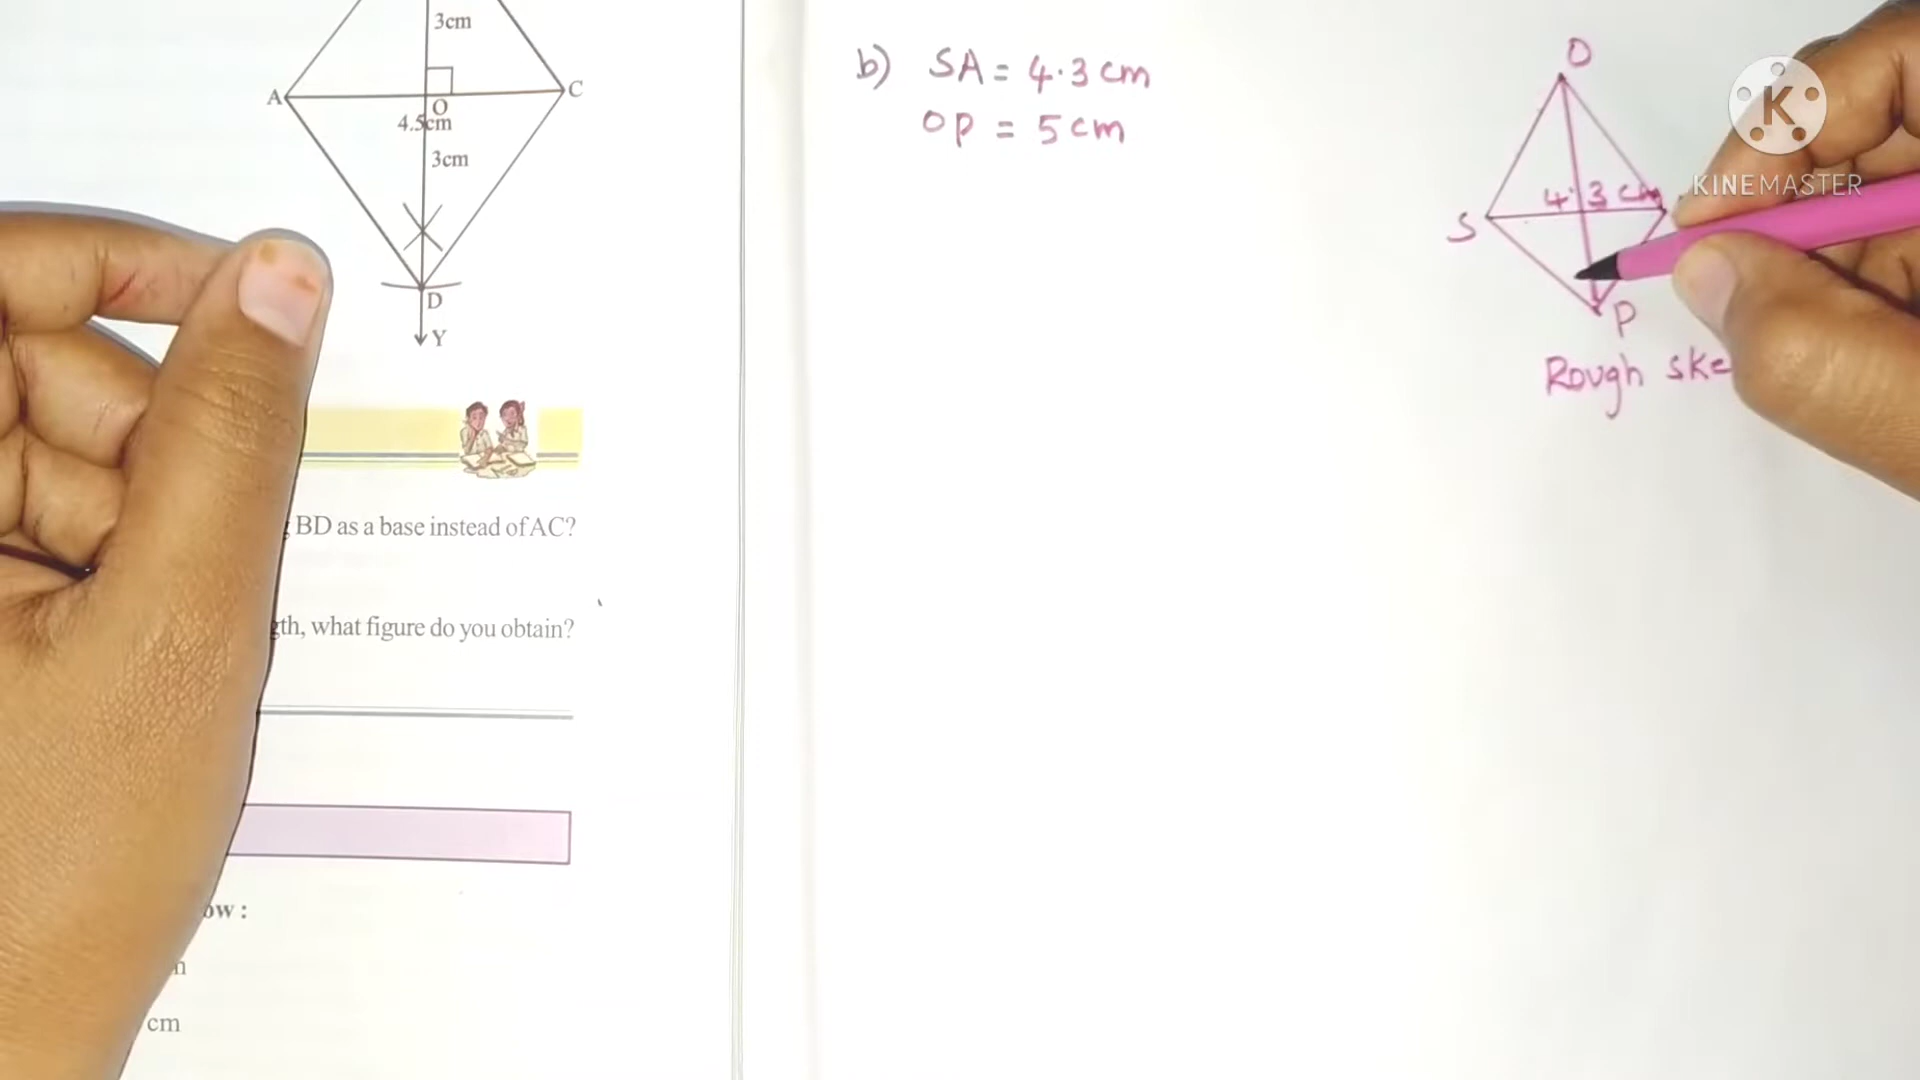 3cm
A
C
O
4.5cm
3cm
D
Y
BD as a base instead of AC?
gth, what figure do you obtain?
ow :
cm
b) SA = 4.3 cm
OP = 5 cm
O
4.3 cm
S
P
Rough ske
K
KINEMASTER